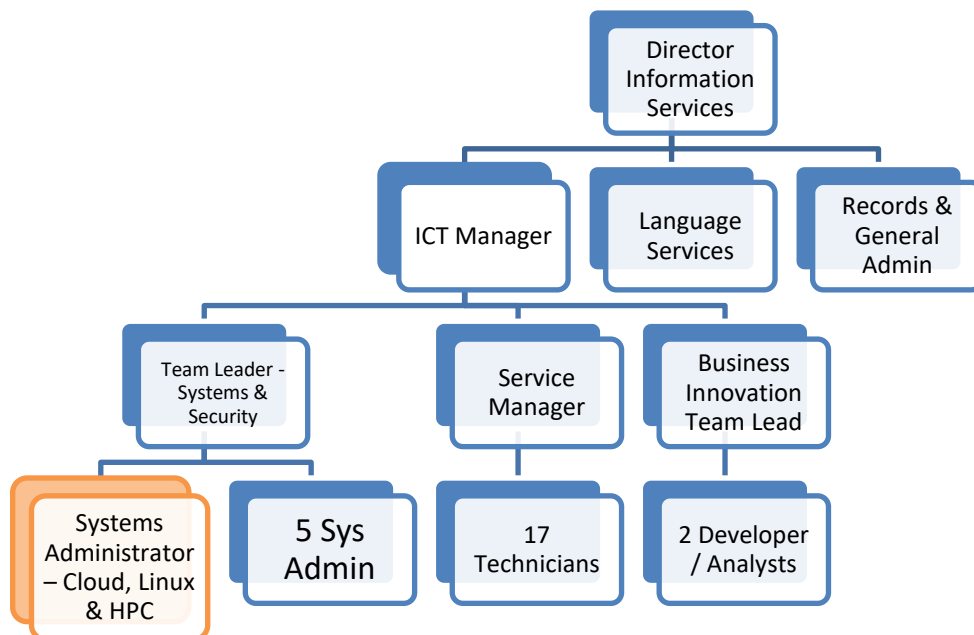 Director
Information
Services
ICT Manager
Language
Services
Records &
General
Admin
Team Leader -
Systems &
Security
Service
Manager
Business
Innovation
Team Lead
Systems
Administrator
– Cloud, Linux
& HPC
5 Sys
Admin
17
Technicians
2 Developer
/ Analysts